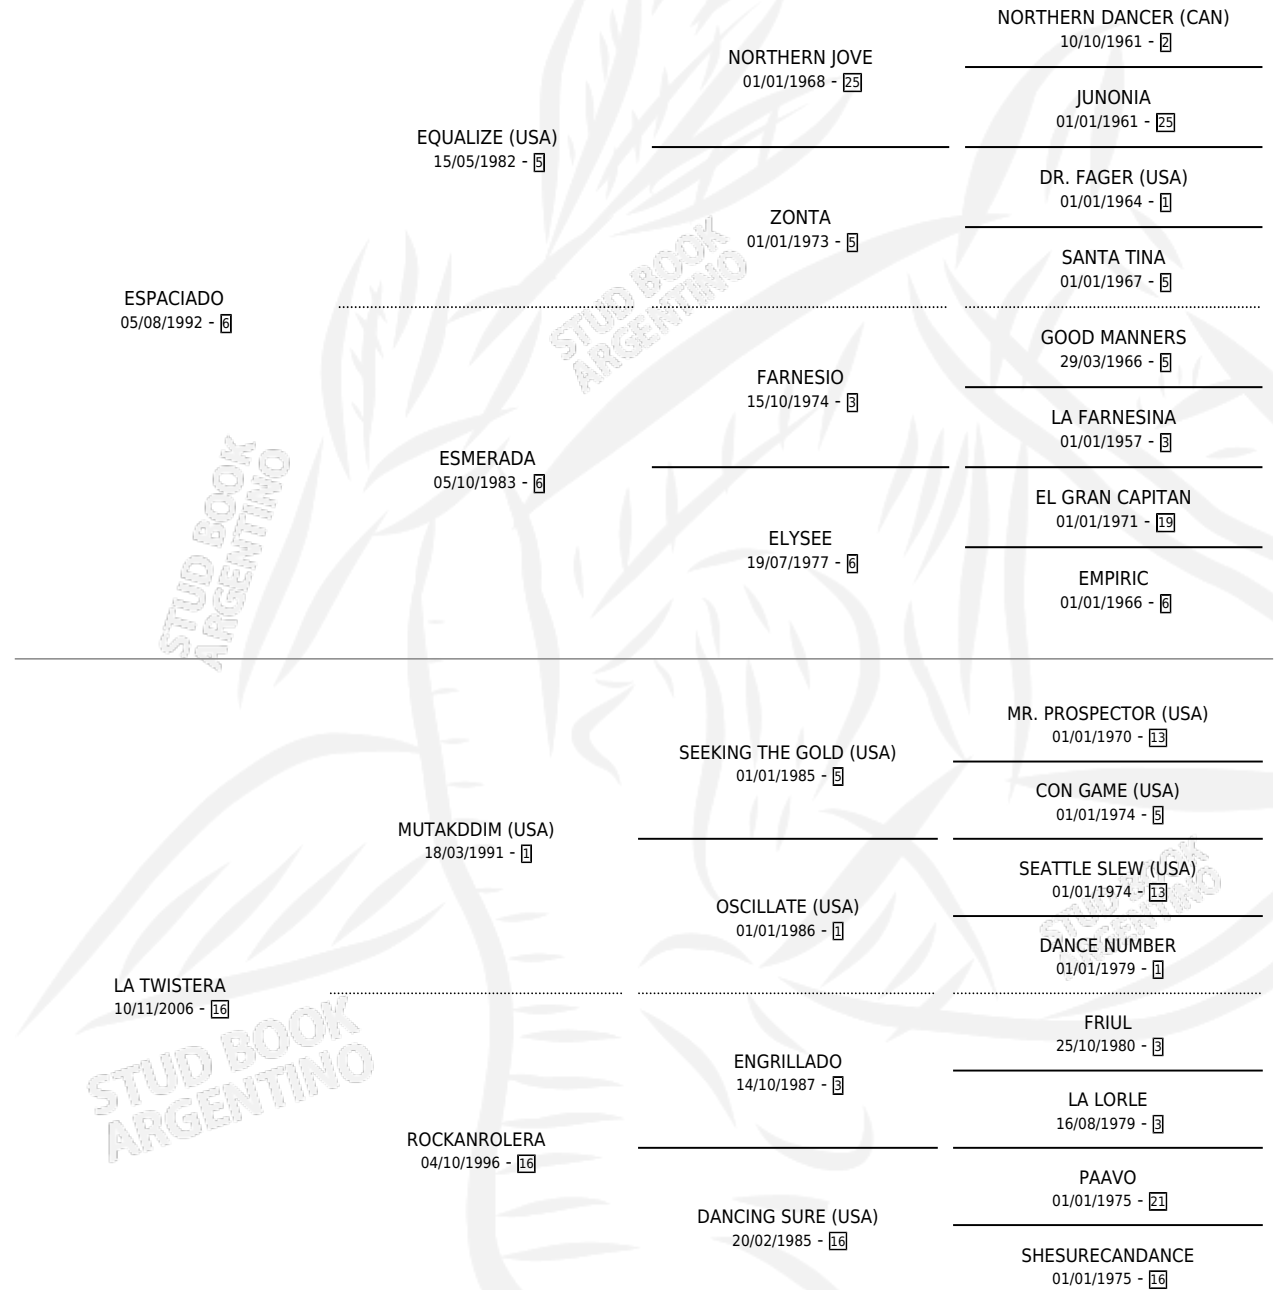 NORTHERN DANCER (CAN)
10/10/1961 - 2
NORTHERN JOVE
01/01/1968 - 25
JUNONIA
01/01/1961 - 25
EQUALIZE (USA)
15/05/1982 - 5
DR. FAGER (USA)
01/01/1964 - 1
ZONTA
01/01/1973 - 5
SANTA TINA
01/01/1967 - 5
ESPACIADO
05/08/1992 - 6
GOOD MANNERS
29/03/1966 - 5
FARNESIO
15/10/1974 - 3
LA FARNESINA
01/01/1957 - 3
ESMERADA
05/10/1983 - 6
EL GRAN CAPITAN
01/01/1971 - 19
ELYSEE
19/07/1977 - 6
EMPIRIC
01/01/1966 - 6
MR. PROSPECTOR (USA)
01/01/1970 - 13
SEEKING THE GOLD (USA)
01/01/1985 - 5
CON GAME (USA)
01/01/1974 - 5
MUTAKDDIM (USA)
18/03/1991 - 1
SEATTLE SLEW (USA)
01/01/1974 - 13
OSCILLATE (USA)
01/01/1986 - 1
DANCE NUMBER
01/01/1979 - 1
LA TWISTERA
10/11/2006 - 16
FRIUL
25/10/1980 - 3
ENGRILLADO
14/10/1987 - 3
LA LORLE
16/08/1979 - 3
ROCKANROLERA
04/10/1996 - 16
PAAVO
01/01/1975 - 21
DANCING SURE (USA)
20/02/1985 - 16
SHESURECANDANCE
01/01/1975 - 16
STUD BOOK
ARGENTINO
STUD BOOK
ARGENTINO
STUD BOOK
ARGENTINO
STUD BOOK
ARGENTINO